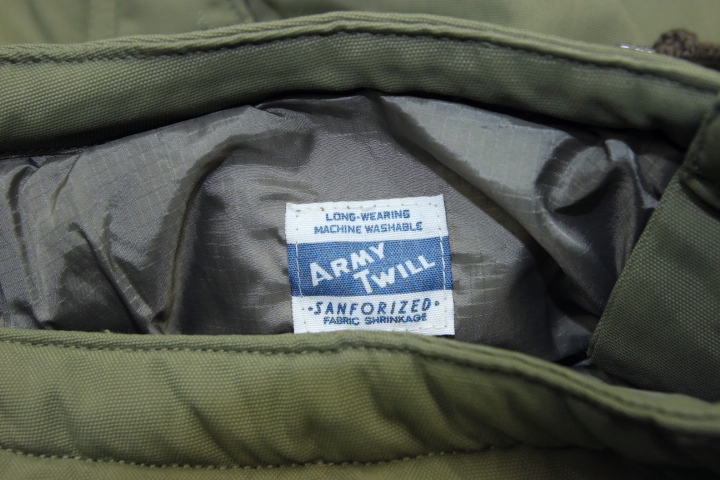 LONG-WEARING
MACHINE WASHABLE
ARMY
TWILL
·SANFORIZED·
FABRIC SHRINKAGE